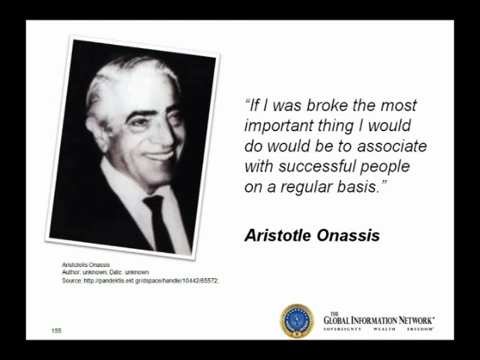 “If I was broke the most
important thing I would
do would be to associate
with successful people
on a regular basis.”
Aristotle Onassis
Aristotelis Onassis
Author: unknown; Date: unknown
Source: http://pandektis.ekt.gr/dspace/handle/10442/65572;
155
THE
GLOBAL INFORMATION NETWORK™
SOVEREIGNTY WEALTH FREEDOM